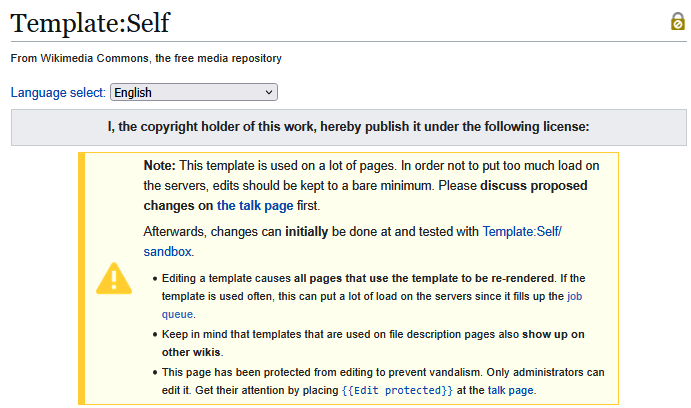 Template:Self
From Wikimedia Commons, the free media repository
Language select: English
I, the copyright holder of this work, hereby publish it under the following license:
Note: This template is used on a lot of pages. In order not to put too much load on
the servers, edits should be kept to a bare minimum. Please discuss proposed
changes on the talk page first.
Afterwards, changes can initially be done at and tested with Template:Self/
sandbox.
• Editing a template causes all pages that use the template to be re-rendered. If the
template is used often, this can put a lot of load on the servers since it fills up the job
queue.
• Keep in mind that templates that are used on file description pages also show up on
other wikis.
• This page has been protected from editing to prevent vandalism. Only administrators can
edit it. Get their attention by placing {{Edit protected}} at the talk page.